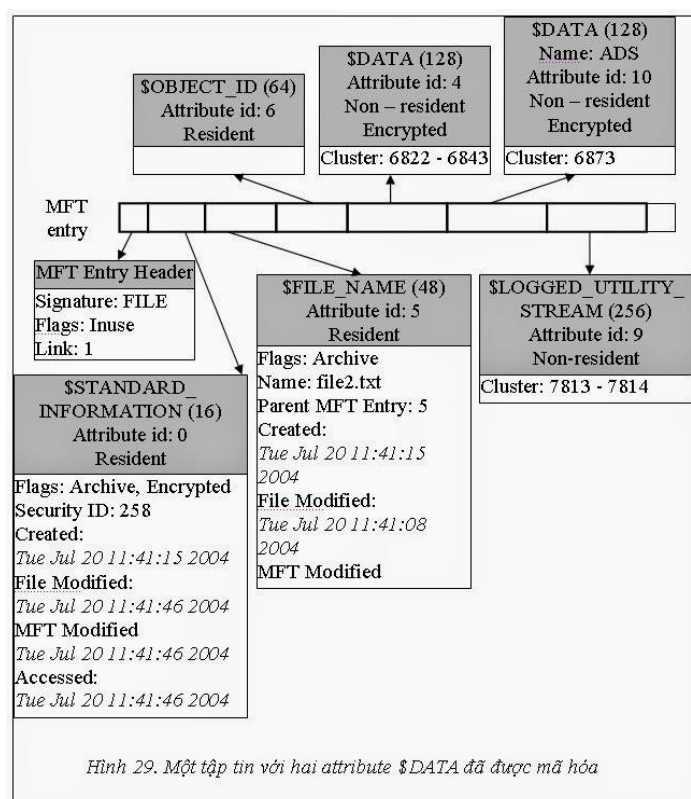 $OBJECT_ID (64)
Attribute id: 6
Resident
$DATA (128)
Attribute id: 4
Non – resident
Encrypted
Cluster: 6822 - 6843
$DATA (128)
Name: ADS
Attribute id: 10
Non – resident
Encrypted
Cluster: 6873
MFT
entry
MFT Entry Header
Signature: FILE
Flags: Inuse
Link: 1
$STANDARD_
INFORMATION (16)
Attribute id: 0
Resident
Flags: Archive, Encrypted
Security ID: 258
Created:
Tue Jul 20 11:41:15 2004
File Modified:
Tue Jul 20 11:41:46 2004
MFT Modified
Tue Jul 20 11:41:46 2004
Accessed:
Tue Jul 20 11:41:46 2004
$FILE_NAME (48)
Attribute id: 5
Resident
Flags: Archive
Name: file2.txt
Parent MFT Entry: 5
Created:
Tue Jul 20 11:41:15
2004
File Modified:
Tue Jul 20 11:41:08
2004
MFT Modified
$LOGGED_UTILITY_
STREAM (256)
Attribute id: 9
Non-resident
Cluster: 7813 - 7814
Hình 29. Một tập tin với hai attribute $DATA đã được mã hóa